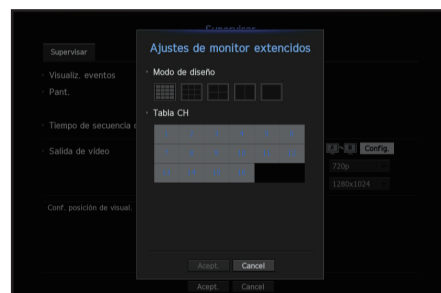 Supervisar
Supervisar
Ajustes de monitor extencidos
Visualiz. eventos
Modo de diseño
Pant.
Tiempo de secuencia
Tabla CH
Salida de vídeo
Config.
720p
1280x1024
Conf. posición de visual.
Acept. Cancel
Acept. Cancel